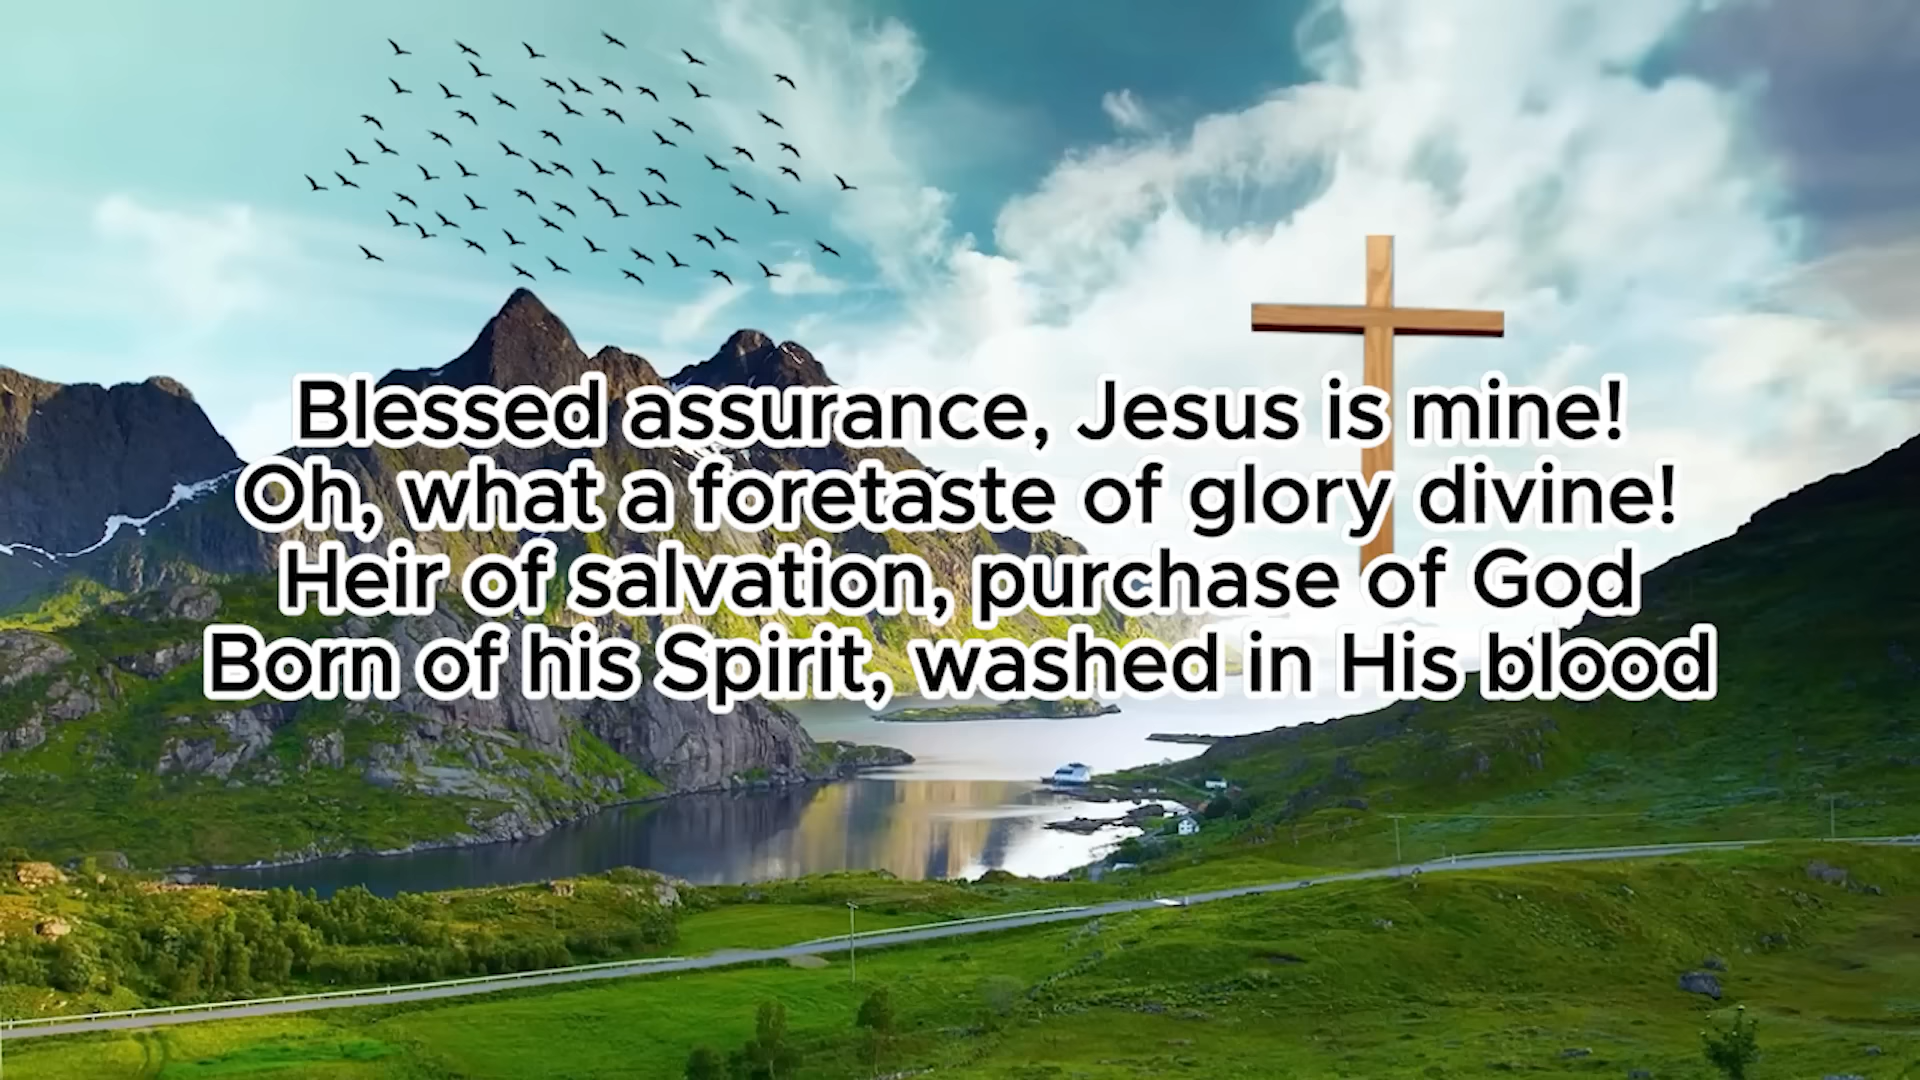 Blessed assurance, Jesus is mine!
Oh, what a foretaste of glory divine!
Heir of salvation, purchase of God
Born of his Spirit, washed in His blood